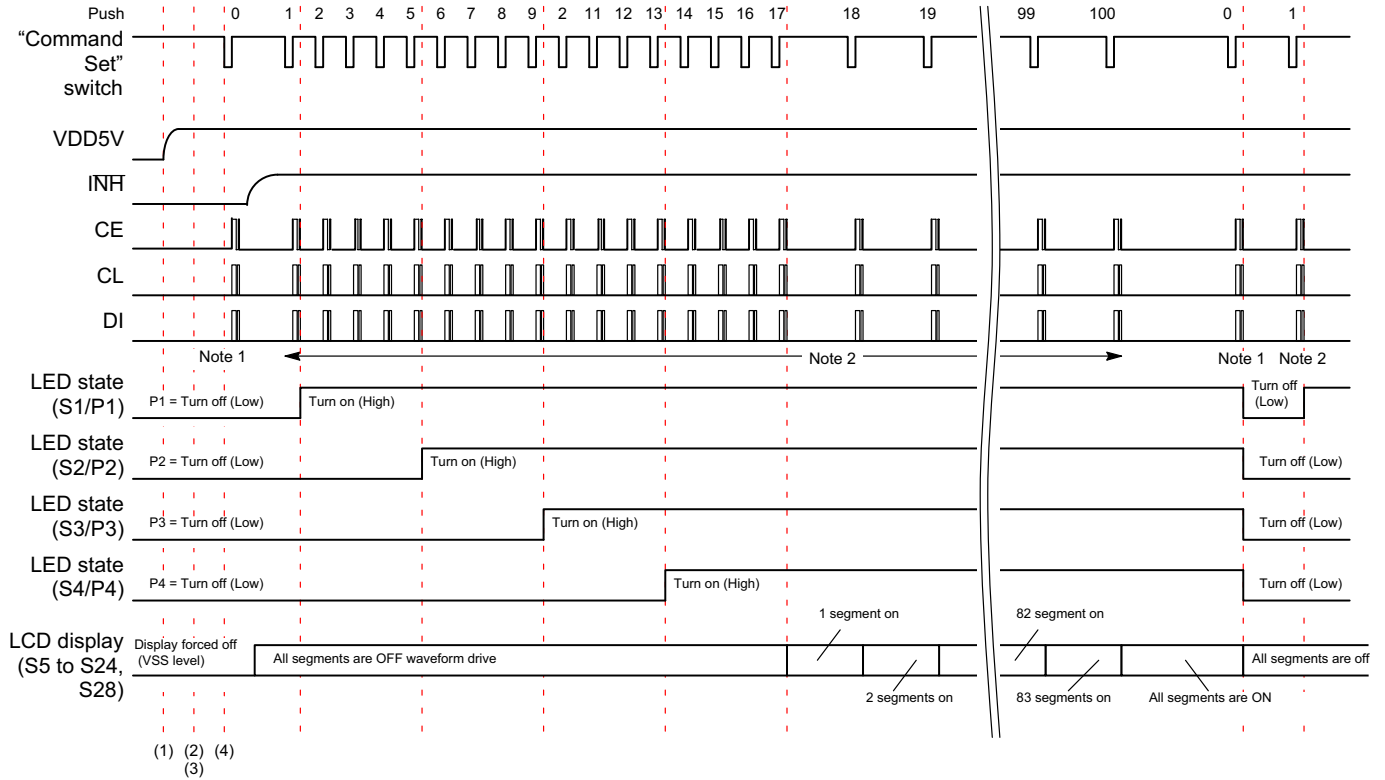 Push 0 1 2 3 4 5 6 7 8 9 2 11 12 13 14 15 16 17 18 19 99 100 0 1
“Command
Set”
switch
VDD5V
INH
CE
CL
DI
Note 1 Note 2 Note 1 Note 2
LED state
(S1/P1)
P1 = Turn off (Low) Turn on (High)
Turn off
(Low)
LED state
(S2/P2)
P2 = Turn off (Low) Turn on (High) Turn off (Low)
LED state
(S3/P3)
P3 = Turn off (Low) Turn on (High) Turn off (Low)
LED state
(S4/P4)
P4 = Turn off (Low) Turn on (High) Turn off (Low)
1 segment on 82 segment on
LCD display
(S5 to S24,
S28)
Display forced off
(VSS level)
All segments are OFF waveform drive
All segments are off
2 segments on 83 segments on All segments are ON
(1) (2) (4)
(3)